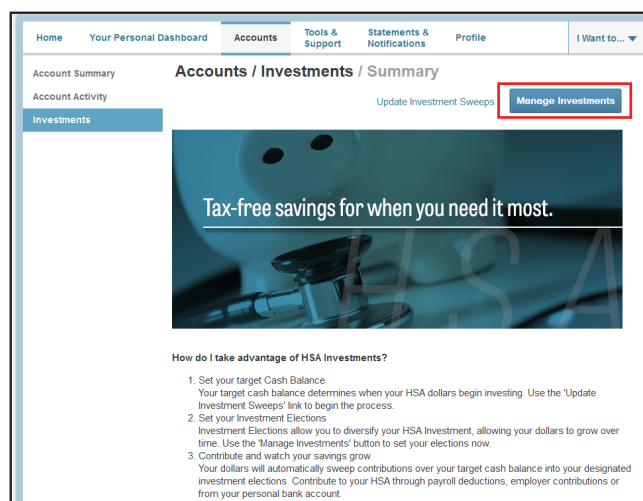 Home Your Personal Dashboard Accounts Tools & Support Statements & Notifications Profile I Want to...
Account Summary
Account Activity
Investments
Accounts / Investments / Summary
Update Investment Sweeps Manage Investments
Tax-free savings for when you need it most.
HSA
How do I take advantage of HSA Investments?
1. Set your target Cash Balance
Your target cash balance determines when your HSA dollars begin investing. Use the 'Update
Investment Sweeps' link to begin the process.
2. Set your Investment Elections
Investment Elections allow you to diversify your HSA Investment, allowing your dollars to grow over
time. Use the 'Manage Investments' button to set your elections now.
3. Contribute and watch your savings grow
Your dollars will automatically sweep contributions over your target cash balance into your designated
investment elections. Contribute to your HSA through payroll deductions, employer contributions or
from your personal bank account.